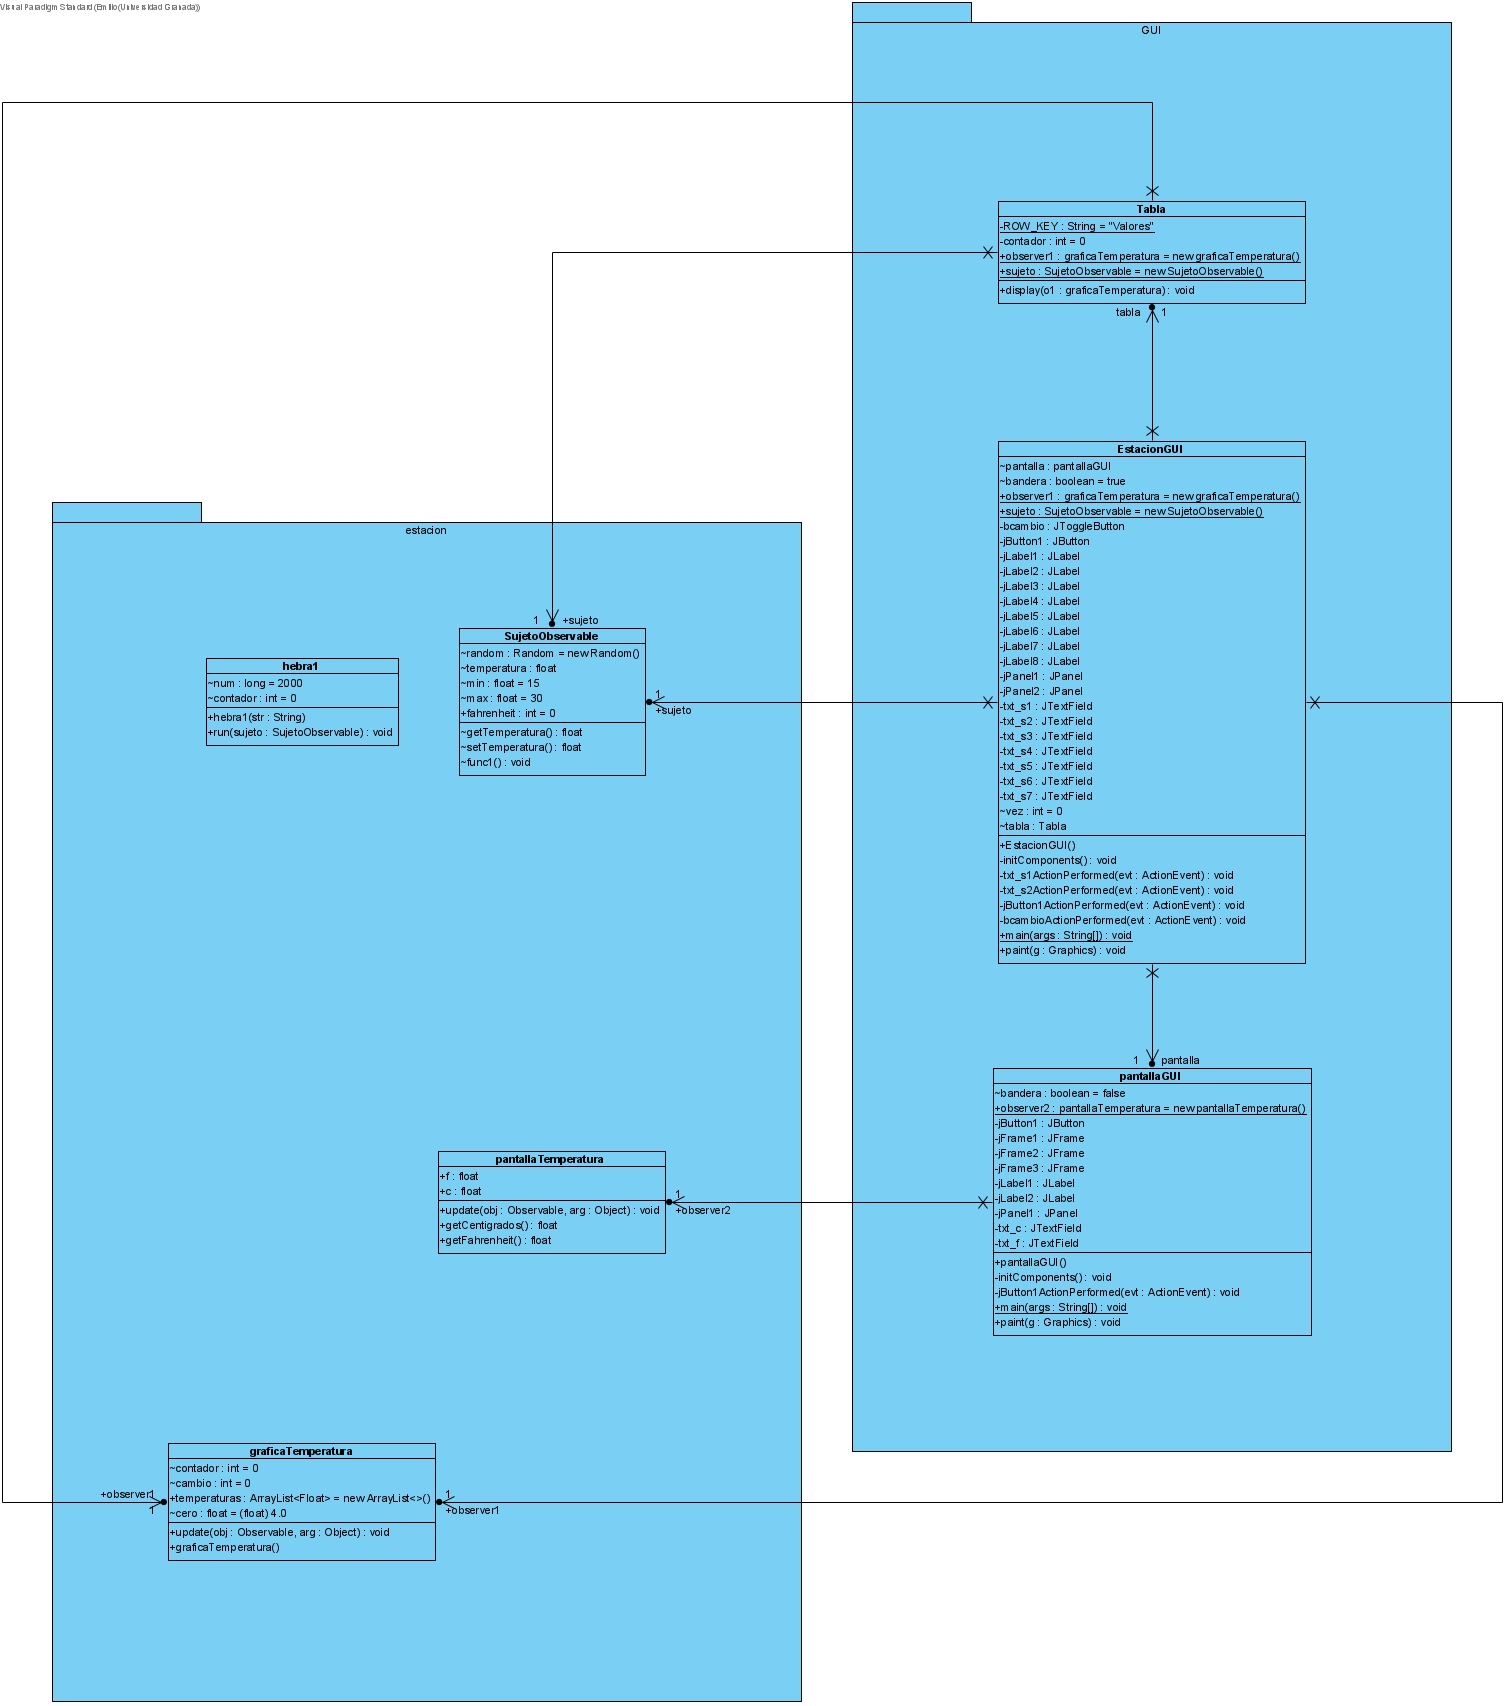 Visual Paradigm Standard (Emilio(Universidad Granada))
GUI
Tabla
-ROW_KEY : String = "Valores"
-contador : int = 0
+observer1 : graficaTemperatura = new graficaTemperatura()
+sujeto : SujetoObservable = new SujetoObservable()
+display(o1 : graficaTemperatura) : void
tabla 1
EstacionGUI
~pantalla : pantallaGUI
~bandera : boolean = true
+observer1 : graficaTemperatura = new graficaTemperatura()
+sujeto : SujetoObservable = new SujetoObservable()
-bcambio : JToggleButton
-jButton1 : JButton
-jLabel1 : JLabel
-jLabel2 : JLabel
-jLabel3 : JLabel
-jLabel4 : JLabel
-jLabel5 : JLabel
-jLabel6 : JLabel
-jLabel7 : JLabel
-jLabel8 : JLabel
-jPanel1 : JPanel
-jPanel2 : JPanel
-txt_s1 : JTextField
-txt_s2 : JTextField
-txt_s3 : JTextField
-txt_s4 : JTextField
-txt_s5 : JTextField
-txt_s6 : JTextField
-txt_s7 : JTextField
~vez : int = 0
~tabla : Tabla
+EstacionGUI()
-initComponents() : void
-txt_s1ActionPerformed(evt : ActionEvent) : void
-txt_s2ActionPerformed(evt : ActionEvent) : void
-jButton1ActionPerformed(evt : ActionEvent) : void
-bcambioActionPerformed(evt : ActionEvent) : void
+main(args : String[]) : void
+paint(g : Graphics) : void
1 pantalla
pantallaGUI
~bandera : boolean = false
+observer2 : pantallaTemperatura = new pantallaTemperatura()
-jButton1 : JButton
-jFrame1 : JFrame
-jFrame2 : JFrame
-jFrame3 : JFrame
-jLabel1 : JLabel
-jLabel2 : JLabel
-jPanel1 : JPanel
-txt_c : JTextField
-txt_f : JTextField
+pantallaGUI()
-initComponents() : void
-jButton1ActionPerformed(evt : ActionEvent) : void
+main(args : String[]) : void
+paint(g : Graphics) : void
estacion
1 +sujeto
SujetoObservable
~random : Random = new Random()
~temperatura : float
~min : float = 15
~max : float = 30
+fahrenheit : int = 0
~getTemperatura() : float
~setTemperatura() : float
~func1() : void
1
+sujeto
hebra1
~num : long = 2000
~contador : int = 0
+hebra1(str : String)
+run(sujeto : SujetoObservable) : void
pantallaTemperatura
+f : float
+c : float
+update(obj : Observable, arg : Object) : void
+getCentigrados() : float
+getFahrenheit() : float
1
+observer2
graficaTemperatura
~contador : int = 0
~cambio : int = 0
+temperaturas : ArrayList<Float> = new ArrayList<>()
~cero : float = (float) 4.0
+update(obj : Observable, arg : Object) : void
+graficaTemperatura()
+observer1
1
1
+observer1